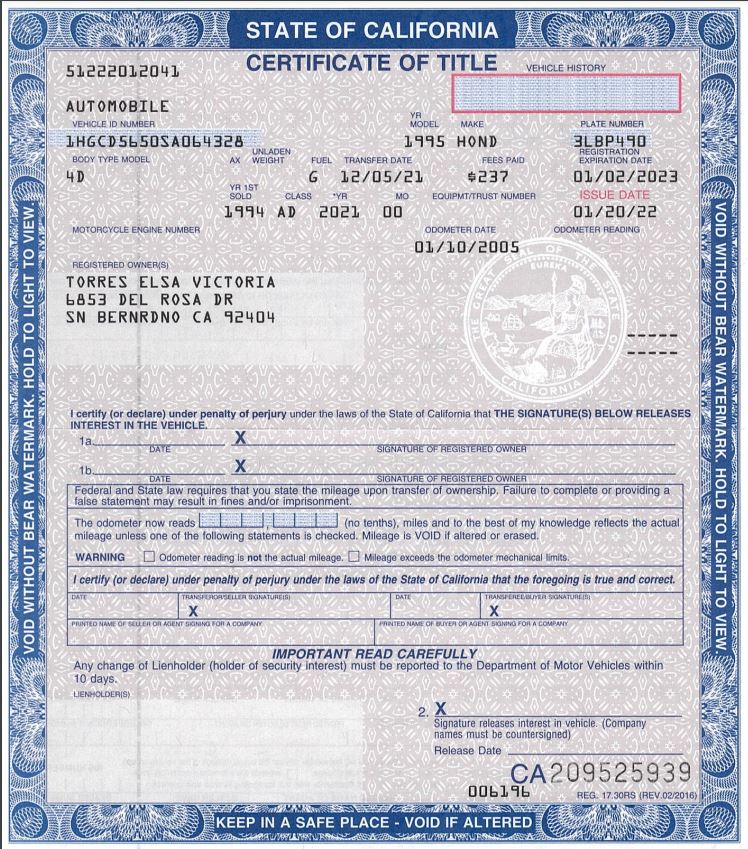 STATE OF CALIFORNIA
CERTIFICATE OF TITLE
VEHICLE HISTORY
51222012041
AUTOMOBILE
VEHICLE ID NUMBER
YR MODEL MAKE PLATE NUMBER
1HGCD5650SA064328 1995 HOND 3LBP490
BODY TYPE MODEL AX UNLADEN WEIGHT FUEL TRANSFER DATE FEES PAID REGISTRATION EXPIRATION DATE
4D G 12/05/21 $237 01/02/2023
YR 1ST SOLD CLASS *YR MO EQUIPMT/TRUST NUMBER ISSUE DATE
1994 AD 2021 00 01/20/22
MOTORCYCLE ENGINE NUMBER ODOMETER DATE ODOMETER READING
01/10/2005
REGISTERED OWNER(S)
TORRES ELSA VICTORIA
6853 DEL ROSA DR
SN BERNRDNO CA 92404
THE GREAT SEAL OF THE STATE OF CALIFORNIA
-----
-----
I certify (or declare) under penalty of perjury under the laws of the State of California that THE SIGNATURE(S) BELOW RELEASES
INTEREST IN THE VEHICLE.
1a. X
DATE SIGNATURE OF REGISTERED OWNER
1b. X
DATE SIGNATURE OF REGISTERED OWNER
Federal and State law requires that you state the mileage upon transfer of ownership. Failure to complete or providing a
false statement may result in fines and/or imprisonment.
The odometer now reads , (no tenths), miles and to the best of my knowledge reflects the actual
mileage unless one of the following statements is checked. Mileage is VOID if altered or erased.
WARNING Odometer reading is not the actual mileage. Mileage exceeds the odometer mechanical limits.
I certify (or declare) under penalty of perjury under the laws of the State of California that the foregoing is true and correct.
DATE TRANSFEROR/SELLER SIGNATURE(S) DATE TRANSFEREE/BUYER SIGNATURE(S)
X X
PRINTED NAME OF SELLER OR AGENT SIGNING FOR A COMPANY PRINTED NAME OF BUYER OR AGENT SIGNING FOR A COMPANY
IMPORTANT READ CAREFULLY
Any change of Lienholder (holder of security interest) must be reported to the Department of Motor Vehicles within
10 days.
LIENHOLDER(S)
2. X
Signature releases interest in vehicle. (Company
names must be countersigned)
Release Date
CA209525939
006196
REG. 17.30RS (REV.02/2016)
KEEP IN A SAFE PLACE - VOID IF ALTERED
VOID WITHOUT BEAR WATERMARK. HOLD TO LIGHT TO VIEW.
VOID WITHOUT BEAR WATERMARK. HOLD TO LIGHT TO VIEW.